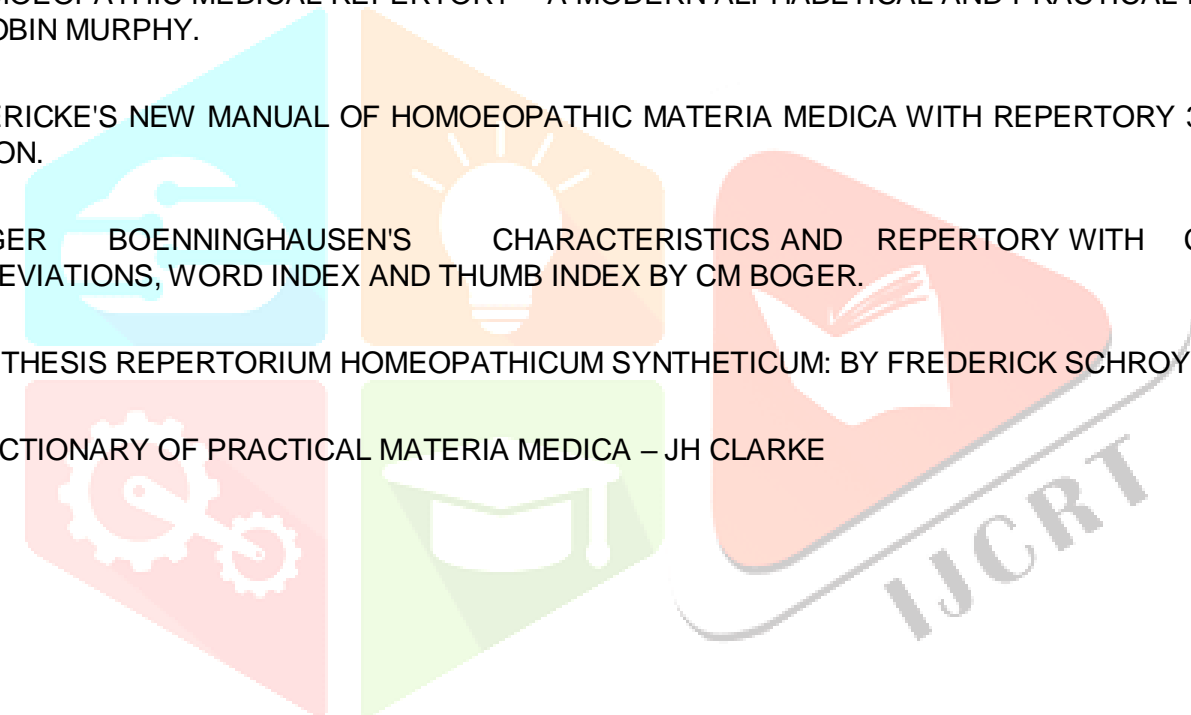 MOEOPATHIC MEDICAL REPERTORY – A MODERN ALPHABETICAL AND PRACTICAL
OBIN MURPHY.
ERICKE'S NEW MANUAL OF HOMOEOPATHIC MATERIA MEDICA WITH REPERTORY 3
ON.
GER BOENNINGHAUSEN'S CHARACTERISTICS AND REPERTORY WITH
EVIATIONS, WORD INDEX AND THUMB INDEX BY CM BOGER.
THESIS REPERTORIUM HOMEOPATHICUM SYNTHETICUM: BY FREDERICK SCHROY
CTIONARY OF PRACTICAL MATERIA MEDICA – JH CLARKE
IJCRT